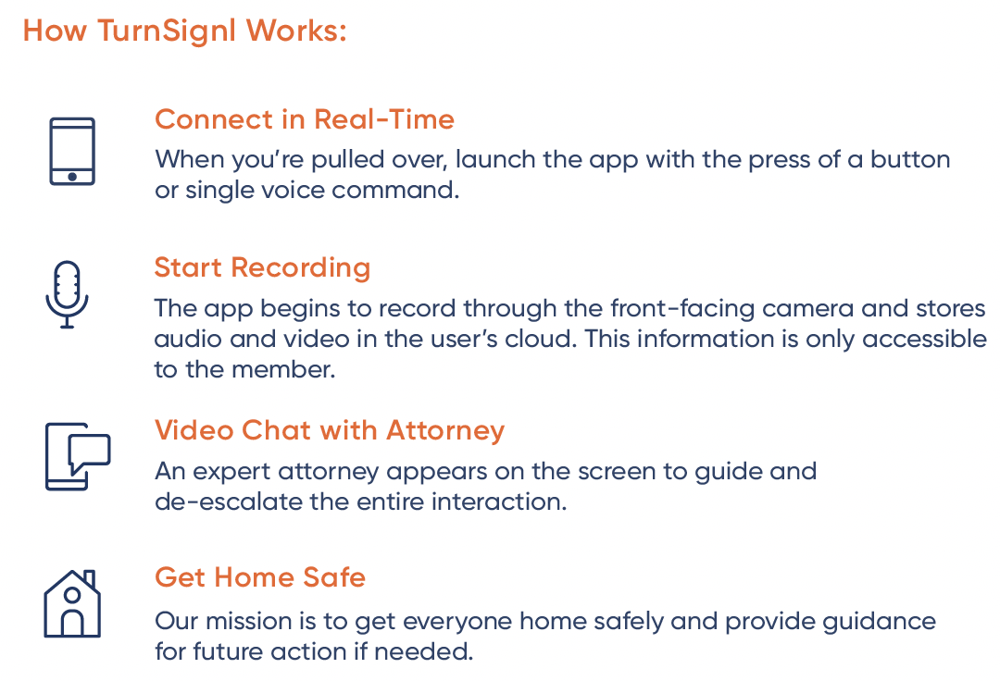 How TurnSignl Works:
Connect in Real-Time
When you’re pulled over, launch the app with the press of a button
or single voice command.
Start Recording
The app begins to record through the front-facing camera and stores
audio and video in the user’s cloud. This information is only accessible
to the member.
Video Chat with Attorney
An expert attorney appears on the screen to guide and
de-escalate the entire interaction.
Get Home Safe
Our mission is to get everyone home safely and provide guidance
for future action if needed.